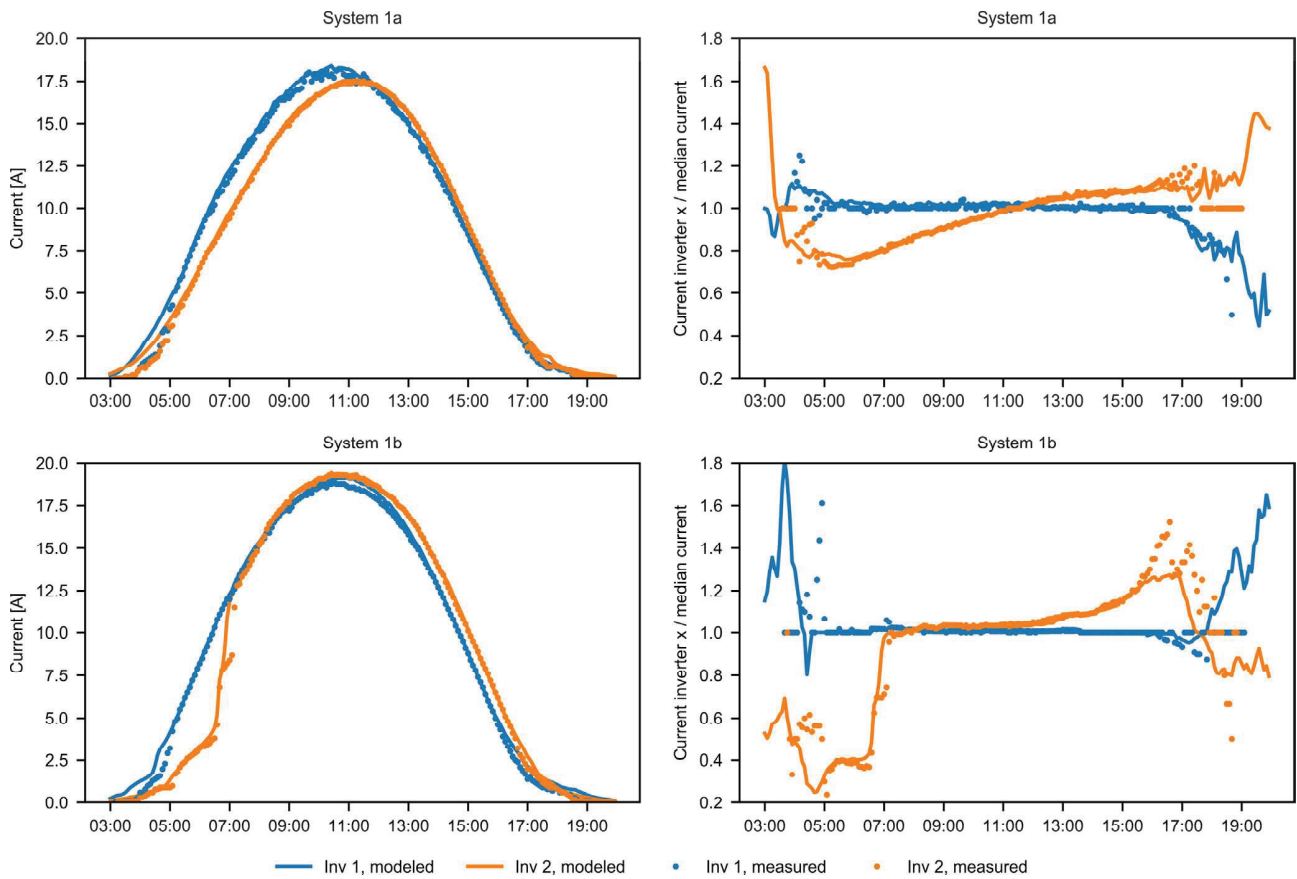 System 1a
Current [A]
20.0
17.5
15.0
12.5
10.0
7.5
5.0
2.5
0.0
03:00 05:00 07:00 09:00 11:00 13:00 15:00 17:00 19:00
System 1a
Current inverter x / median current
1.8
1.6
1.4
1.2
1.0
0.8
0.6
0.4
0.2
03:00 05:00 07:00 09:00 11:00 13:00 15:00 17:00 19:00
System 1b
Current [A]
20.0
17.5
15.0
12.5
10.0
7.5
5.0
2.5
0.0
03:00 05:00 07:00 09:00 11:00 13:00 15:00 17:00 19:00
System 1b
Current inverter x / median current
1.8
1.6
1.4
1.2
1.0
0.8
0.6
0.4
0.2
03:00 05:00 07:00 09:00 11:00 13:00 15:00 17:00 19:00
Inv 1, modeled Inv 2, modeled Inv 1, measured Inv 2, measured